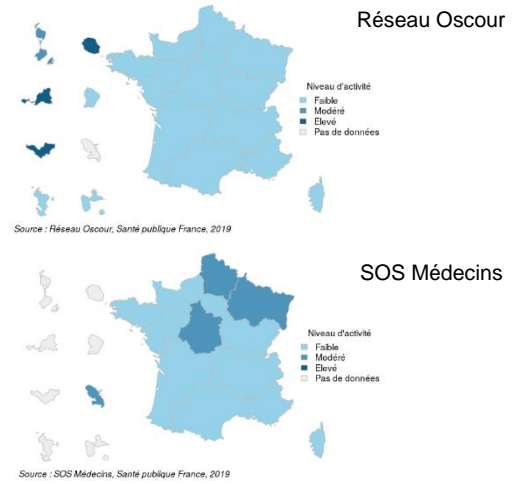 Réseau Oscour
Niveau d'activité
Faible
Modéré
Elevé
Pas de données
Source : Réseau Oscour, Santé publique France, 2019
SOS Médecins
Niveau d'activité
Faible
Modéré
Elevé
Pas de données
Source : SOS Médecins, Santé publique France, 2019